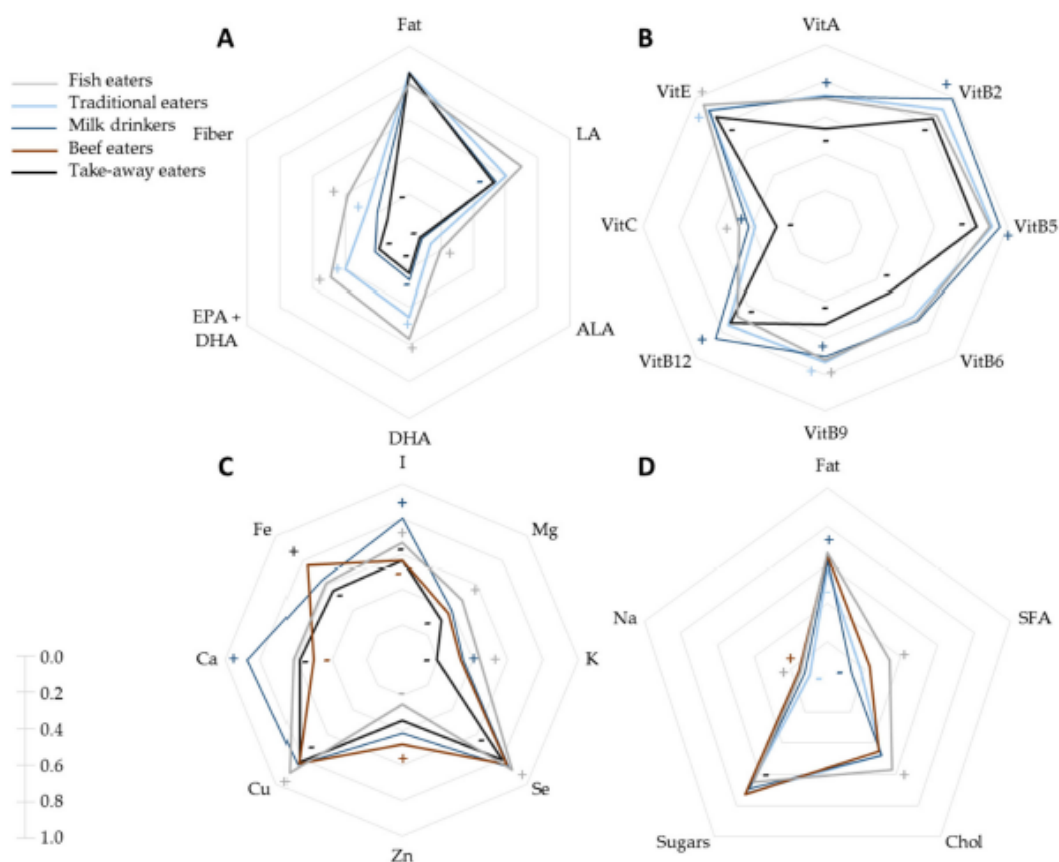 A
Fat
B
VitA
Fish eaters
Traditional eaters
Milk drinkers
Beef eaters
Take-away eaters
VitE
+
+
+
VitB2
+
Fiber
LA
VitC
VitB5
+
EPA +
DHA
ALA
VitB12
VitB6
VitB9
DHA
C
I
D
Fat
Fe
Mg
Na
SFA
Ca
K
0.0
0.2
0.4
0.6
0.8
1.0
Cu
Se
Sugars
Chol
Zn